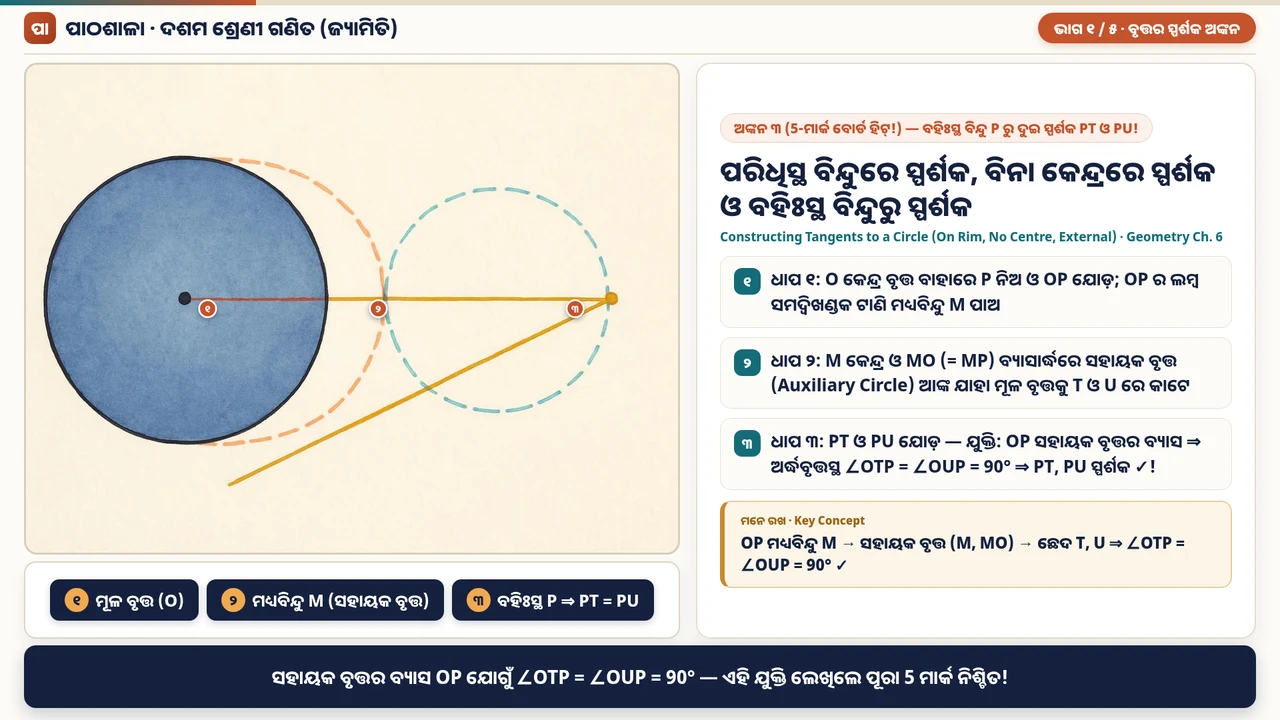 ପା ପାଠଶାଳା · ଦଶମ ଶ୍ରେଣୀ ଗଣିତ (ଜ୍ୟାମିତି)
ଭାଗ ୧ / ୫ · ବୃତ୍ତର ସ୍ପର୍ଶକ ଅଙ୍କନ
୧
୨
୩
୧ ମୂଳ ବୃତ୍ତ (O)
୨ ମଧ୍ୟବିନ୍ଦୁ M (ସହାୟକ ବୃତ୍ତ)
୩ ବହିଃସ୍ଥ P ⇒ PT = PU
ଅଙ୍କନ ୩ (5-ମାର୍କ ବୋର୍ଡ ହିଟ୍!) — ବହିଃସ୍ଥ ବିନ୍ଦୁ P ରୁ ଦୁଇ ସ୍ପର୍ଶକ PT ଓ PU!
ପରିଧିସ୍ଥ ବିନ୍ଦୁରେ ସ୍ପର୍ଶକ, ବିନା କେନ୍ଦ୍ରରେ ସ୍ପର୍ଶକ
ଓ ବହିଃସ୍ଥ ବିନ୍ଦୁରୁ ସ୍ପର୍ଶକ
Constructing Tangents to a Circle (On Rim, No Centre, External) · Geometry Ch. 6
୧ ଧାପ ୧: O କେନ୍ଦ୍ର ବୃତ୍ତ ବାହାରେ P ନିଅ ଓ OP ଯୋଡ଼; OP ର ଲମ୍ବ
ସମଦ୍ୱିଖଣ୍ଡକ ଟାଣି ମଧ୍ୟବିନ୍ଦୁ M ପାଅ
୨ ଧାପ ୨: M କେନ୍ଦ୍ର ଓ MO (= MP) ବ୍ୟାସାର୍ଦ୍ଧରେ ସହାୟକ ବୃତ୍ତ
(Auxiliary Circle) ଆଙ୍କ ଯାହା ମୂଳ ବୃତ୍ତକୁ T ଓ U ରେ କାଟେ
୩ ଧାପ ୩: PT ଓ PU ଯୋଡ଼ — ଯୁକ୍ତି: OP ସହାୟକ ବୃତ୍ତର ବ୍ୟାସ ⇒
ଅର୍ଦ୍ଧବୃତ୍ତସ୍ଥ ∠OTP = ∠OUP = 90° ⇒ PT, PU ସ୍ପର୍ଶକ ✓!
ମନେ ରଖ · Key Concept
OP ମଧ୍ୟବିନ୍ଦୁ M → ସହାୟକ ବୃତ୍ତ (M, MO) → ଛେଦ T, U ⇒ ∠OTP =
∠OUP = 90° ✓
ସହାୟକ ବୃତ୍ତର ବ୍ୟାସ OP ଯୋଗୁଁ ∠OTP = ∠OUP = 90° — ଏହି ଯୁକ୍ତି ଲେଖିଲେ ପୂରା 5 ମାର୍କ ନିଶ୍ଚିତ!